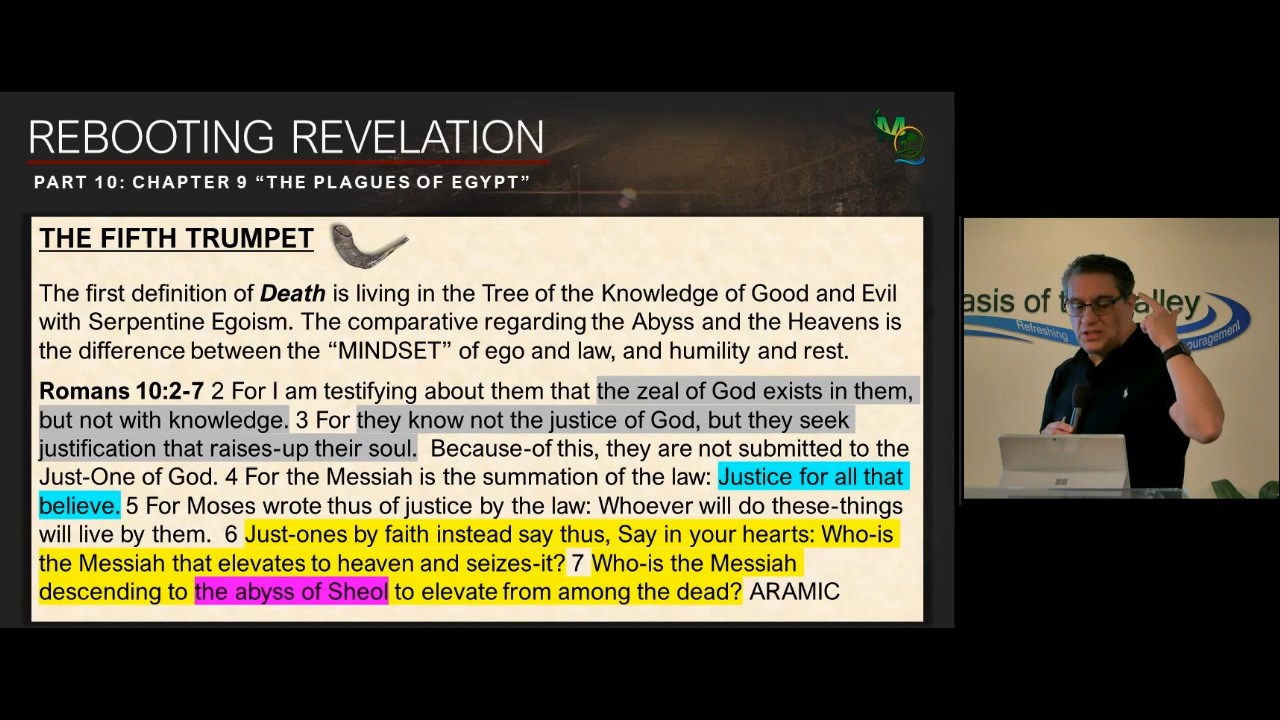 REBOOTING REVELATION
PART 10: CHAPTER 9 “THE PLAGUES OF EGYPT”
THE FIFTH TRUMPET
The first definition of Death is living in the Tree of the Knowledge of Good and Evil
with Serpentine Egoism. The comparative regarding the Abyss and the Heavens is
the difference between the “MINDSET” of ego and law, and humility and rest.
Romans 10:2-7 2 For I am testifying about them that the zeal of God exists in them,
but not with knowledge. 3 For they know not the justice of God, but they seek
justification that raises-up their soul. Because-of this, they are not submitted to the
Just-One of God. 4 For the Messiah is the summation of the law: Justice for all that
believe. 5 For Moses wrote thus of justice by the law: Whoever will do these-things
will live by them. 6 Just-ones by faith instead say thus, Say in your hearts: Who-is
the Messiah that elevates to heaven and seizes-it? 7 Who-is the Messiah
descending to the abyss of Sheol to elevate from among the dead? ARAMIC
asis of t alley
Refreshing
ouragement